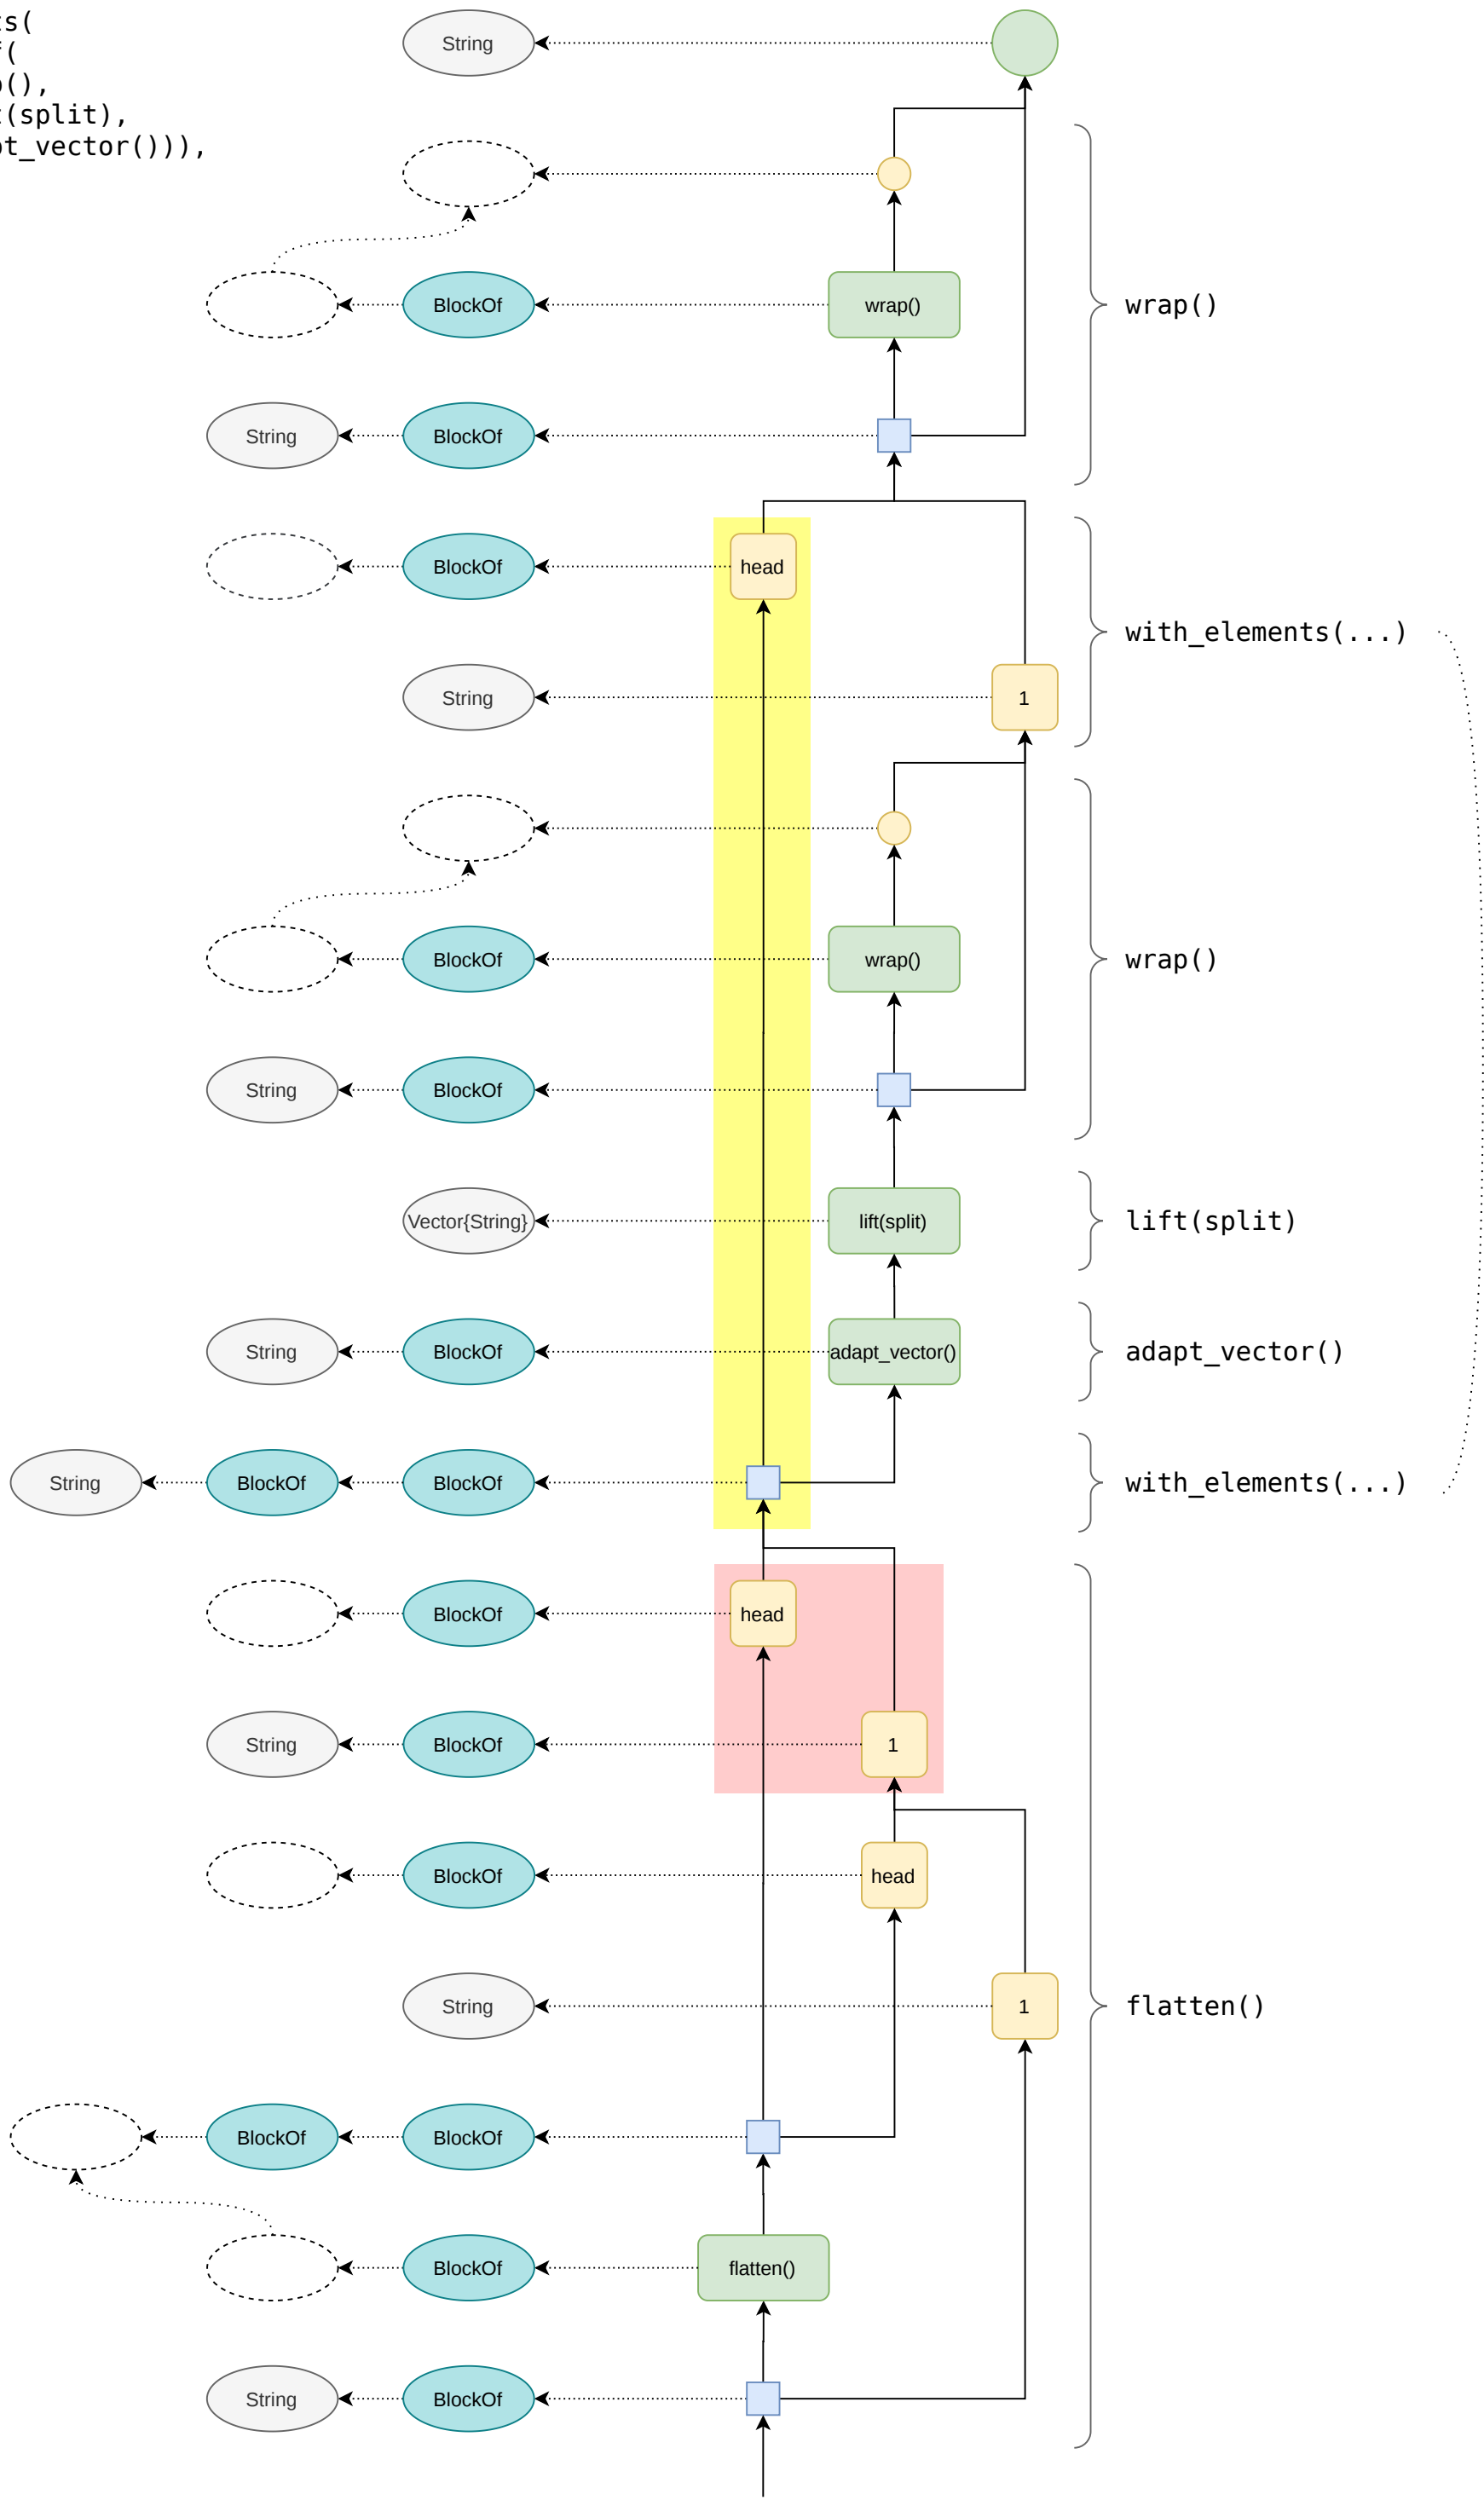 ts(
f(
p(),
t(split),
pt_vector())),
String
BlockOf
wrap()
wrap()
String
BlockOf
BlockOf
head
with_elements(...)
String
1
BlockOf
wrap()
wrap()
String
BlockOf
Vector{String}
lift(split)
lift(split)
String
BlockOf
adapt_vector()
adapt_vector()
String
BlockOf
BlockOf
with_elements(...)
BlockOf
head
String
BlockOf
1
BlockOf
head
String
1
flatten()
BlockOf
BlockOf
BlockOf
flatten()
String
BlockOf